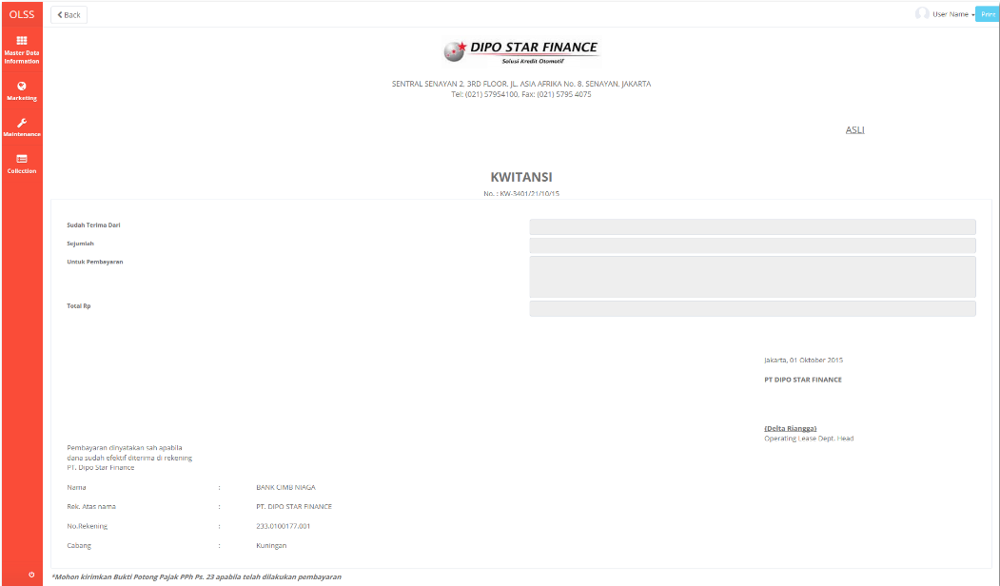 OLSS
Back
User Name
Print
Master Data
Information
Marketing
Maintenance
Collection
DIPO STAR FINANCE
Solusi Kredit Otomotif
SENTRAL SENAYAN 2, 3RD FLOOR. JL. ASIA AFRIKA No. 8. SENAYAN. JAKARTA
Tel: (021) 57954100, Fax: (021) 5795 4075
ASLI
KWITANSI
No. : KW-3401/21/10/15
Sudah Terima Dari
Sejumlah
Untuk Pembayaran
Total Rp
Jakarta, 01 Oktober 2015
PT DIPO STAR FINANCE
(Delta Riangga)
Operating Lease Dept. Head
Pembayaran dinyatakan sah apabila
dana sudah efektif diterima di rekening
PT. Dipo Star Finance
Nama : BANK CIMB NIAGA
Rek. Atas nama : PT. DIPO STAR FINANCE
No.Rekening : 233.0100177.001
Cabang : Kuningan
*Mohon kirimkan Bukti Potong Pajak PPh Ps. 23 apabila telah dilakukan pembayaran